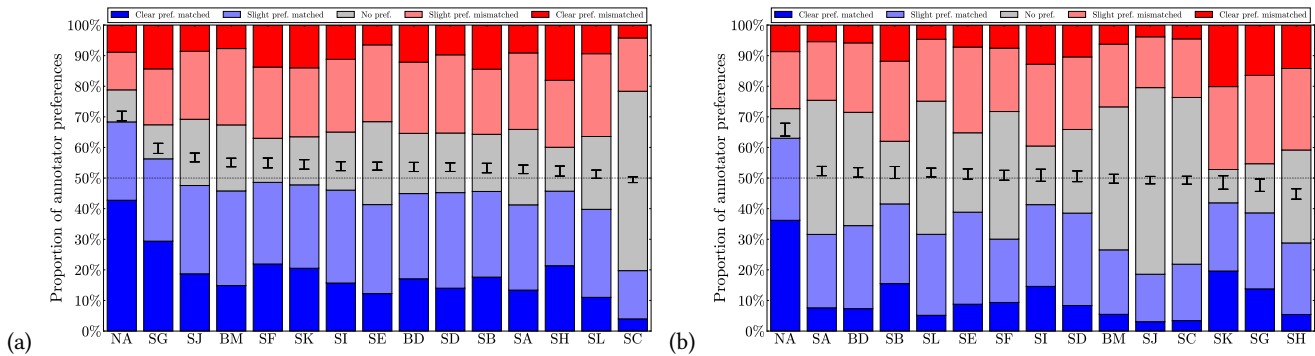 Clear pref. matched Slight pref. matched No pref. Slight pref. mismatched Clear pref. mismatched
100%
90%
80%
70%
60%
50%
40%
30%
20%
10%
0%
Proportion of annotator preferences
NA SG SJ BM SF SK SI SE BD SD SB SA SH SL SC
(a)
Clear pref. matched Slight pref. matched No pref. Slight pref. mismatched Clear pref. mismatched
100%
90%
80%
70%
60%
50%
40%
30%
20%
10%
0%
Proportion of annotator preferences
NA SA BD SB SL SE SF SI SD BM SJ SC SK SG SH
(b)